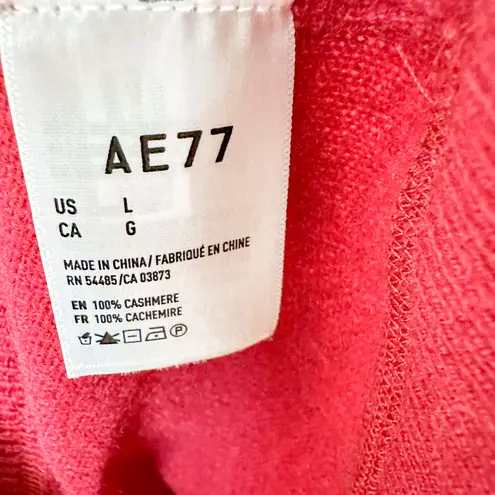 AE77
US L
CA G
MADE IN CHINA/ FABRIQUÉ EN CHINE
RN 54485/CA 03873
EN 100% CASHMERE
FR 100% CACHEMIRE
P